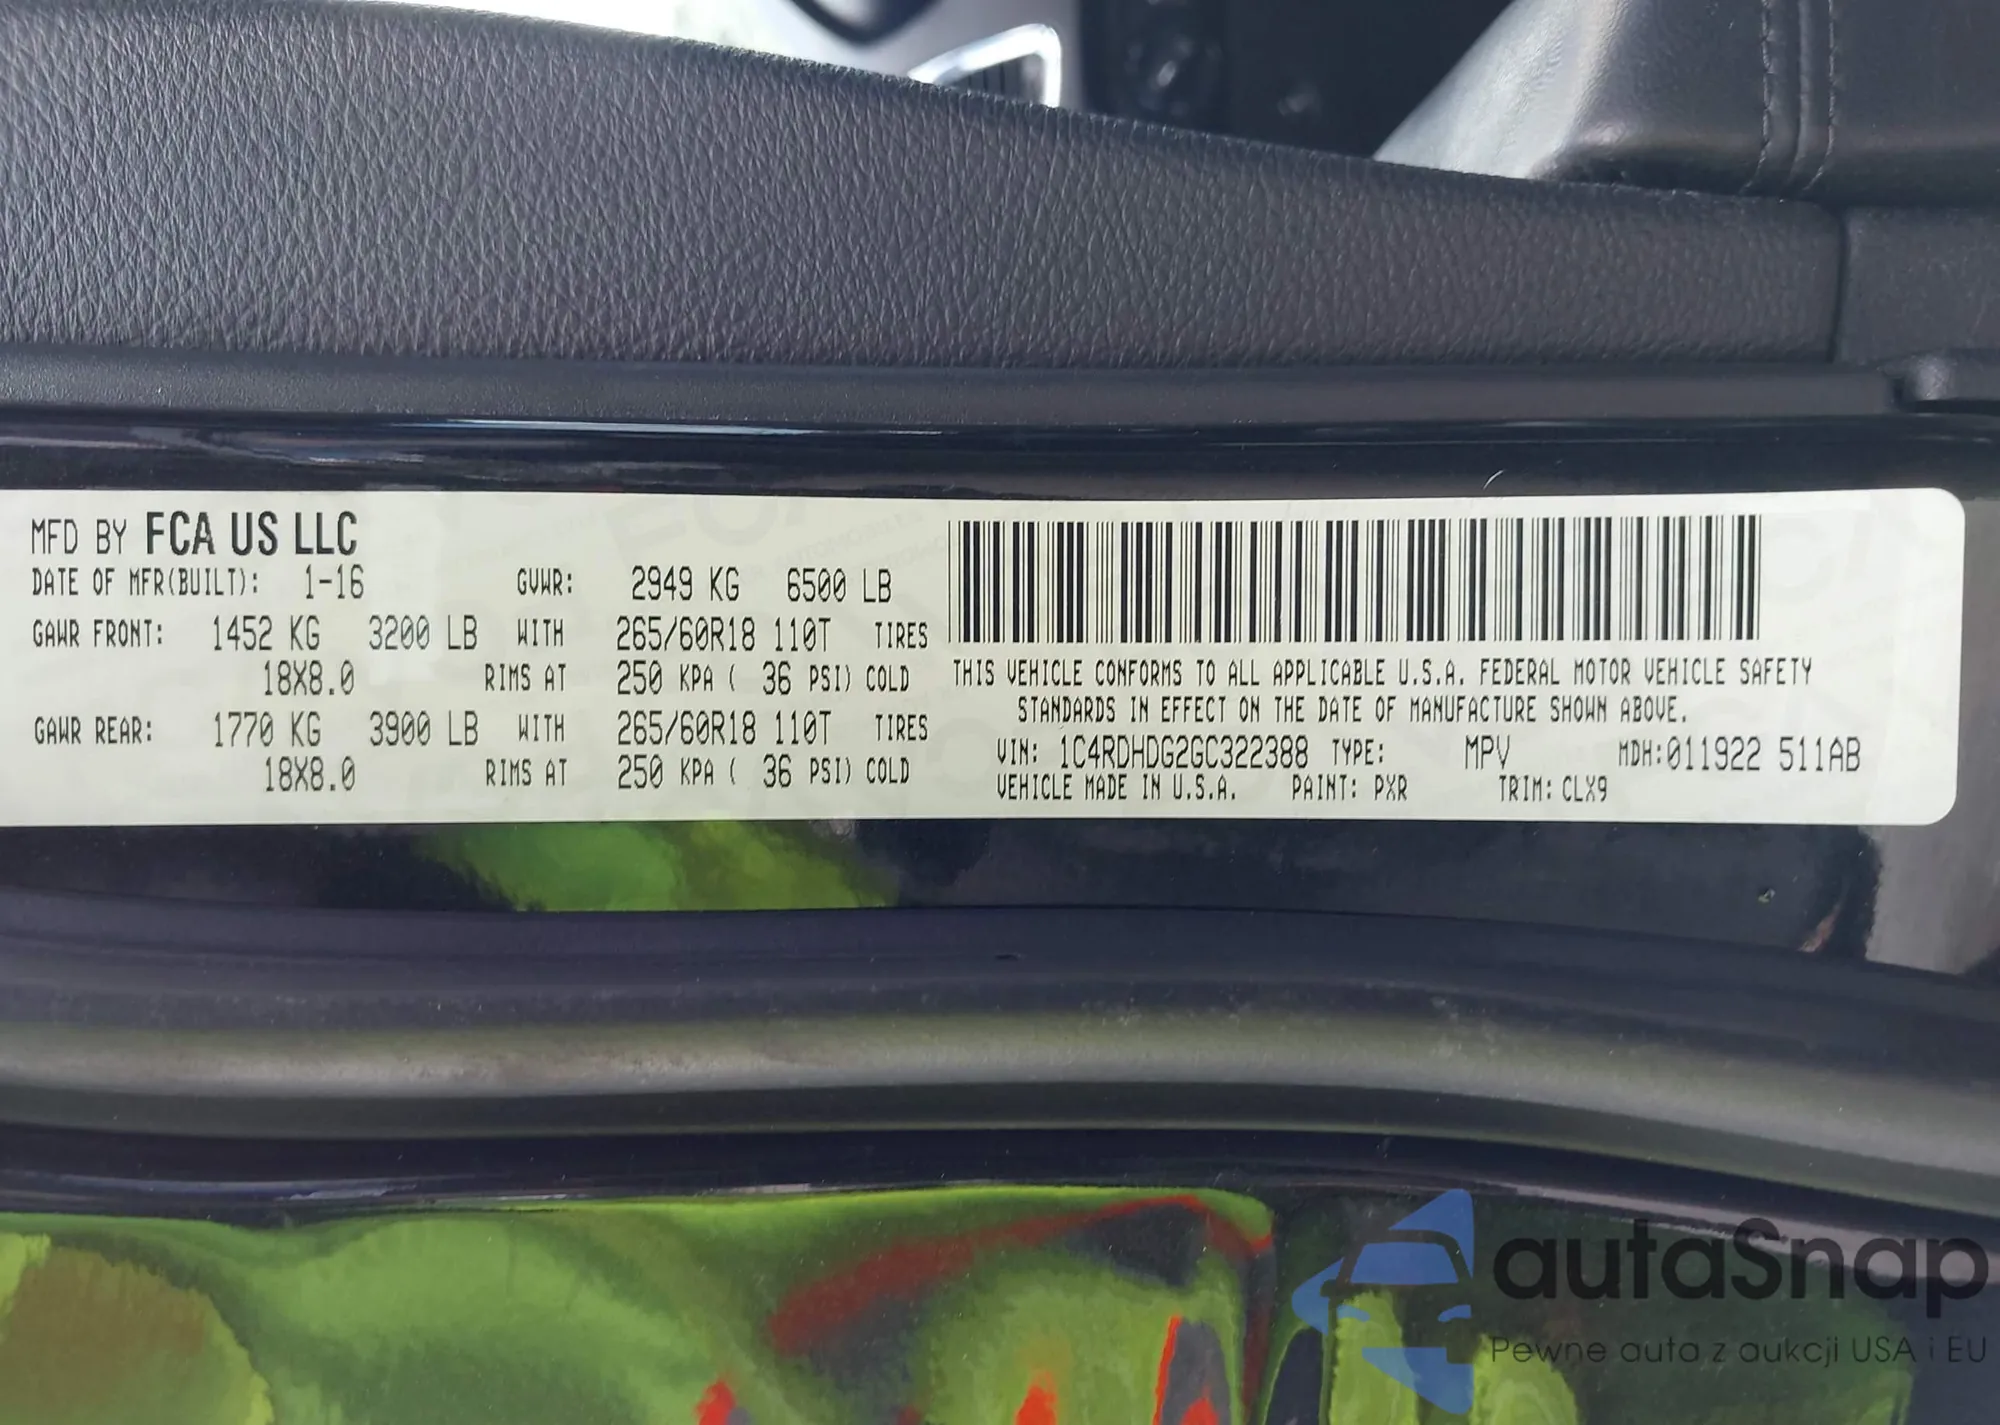 MFD BY FCA US LLC
DATE OF MFR(BUILT): 1-16 GVWR: 2949 KG 6500 LB
GAWR FRONT: 1452 KG 3200 LB WITH 265/60R18 110T TIRES
18X8.0 RIMS AT 250 KPA ( 36 PSI) COLD
GAWR REAR: 1770 KG 3900 LB WITH 265/60R18 110T TIRES
18X8.0 RIMS AT 250 KPA ( 36 PSI) COLD
THIS VEHICLE CONFORMS TO ALL APPLICABLE U.S.A. FEDERAL MOTOR VEHICLE SAFETY
STANDARDS IN EFFECT ON THE DATE OF MANUFACTURE SHOWN ABOVE.
VIN: 1C4RDHDG2GC322388 TYPE: MPV MDH:011922 511AB
VEHICLE MADE IN U.S.A. PAINT: PXR TRIM: CLX9
autaSnap
Pewne auta z aukcji USA i EU